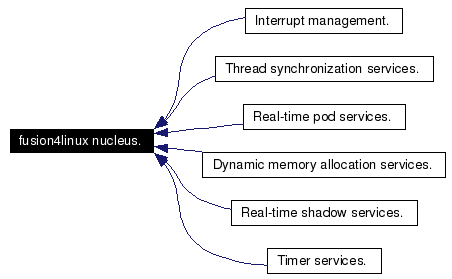 Interrupt management.
Thread synchronization services.
Real-time pod services.
fusion4linux nucleus.
Dynamic memory allocation services.
Real-time shadow services.
Timer services.